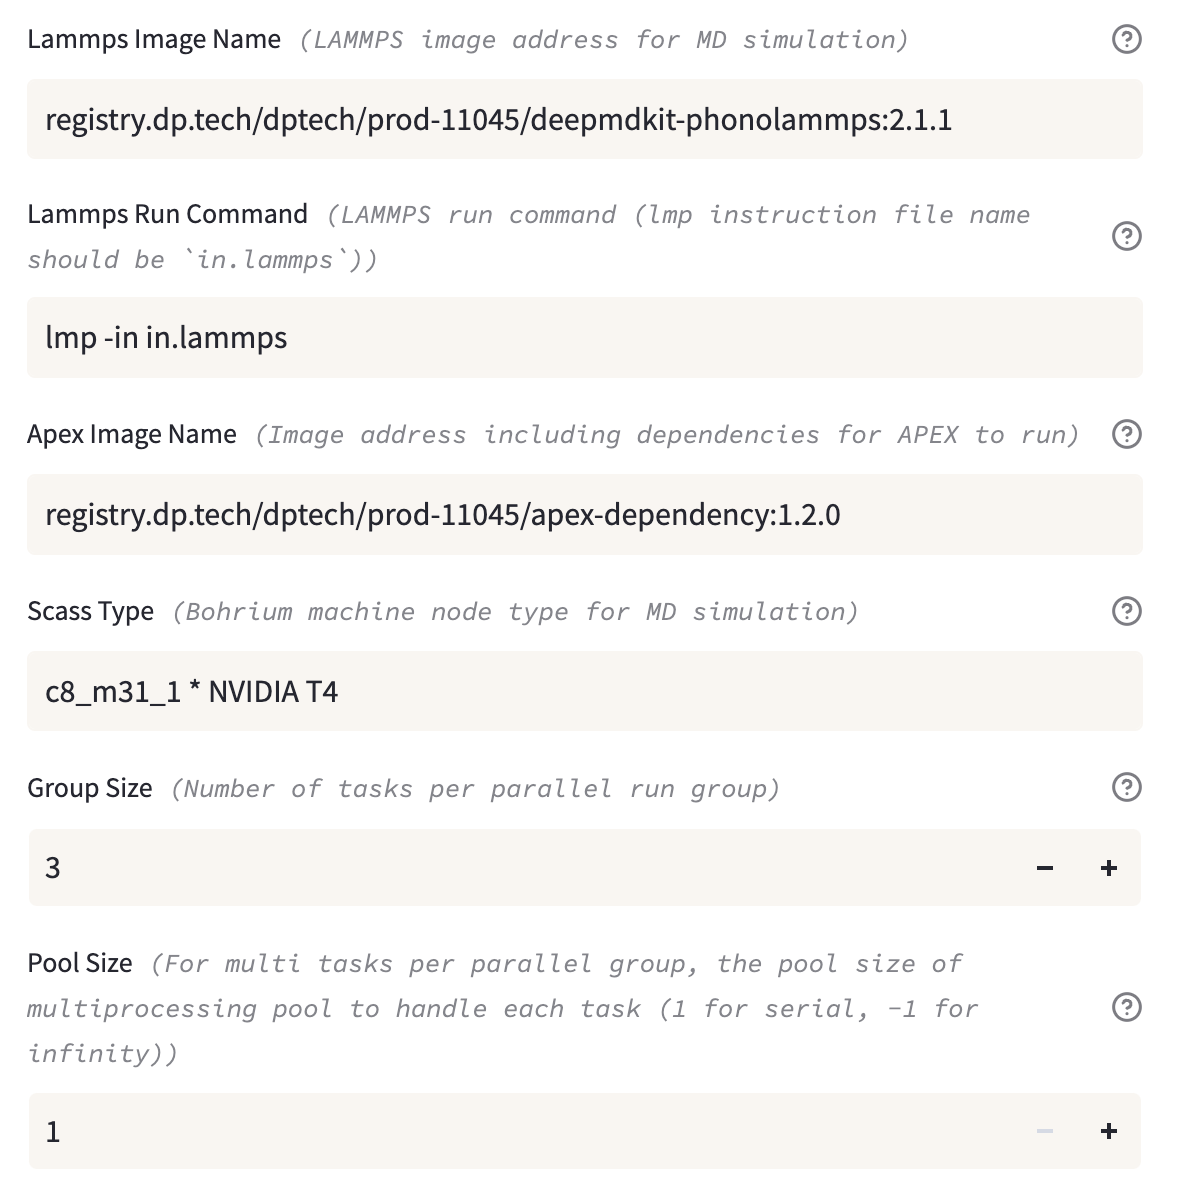 Lammps Image Name (LAMMPS image address for MD simulation)
registry.dp.tech/dptech/prod-11045/deepmdkit-phonolammps:2.1.1
Lammps Run Command (LAMMPS run command (lmp instruction file name
should be `in.lammps`))
lmp -in in.lammps
Apex Image Name (Image address including dependencies for APEX to run)
registry.dp.tech/dptech/prod-11045/apex-dependency:1.2.0
Scass Type (Bohrium machine node type for MD simulation)
c8_m31_1 * NVIDIA T4
Group Size (Number of tasks per parallel run group)
3
Pool Size (For multi tasks per parallel group, the pool size of
multiprocessing pool to handle each task (1 for serial, −1 for
infinity))
1